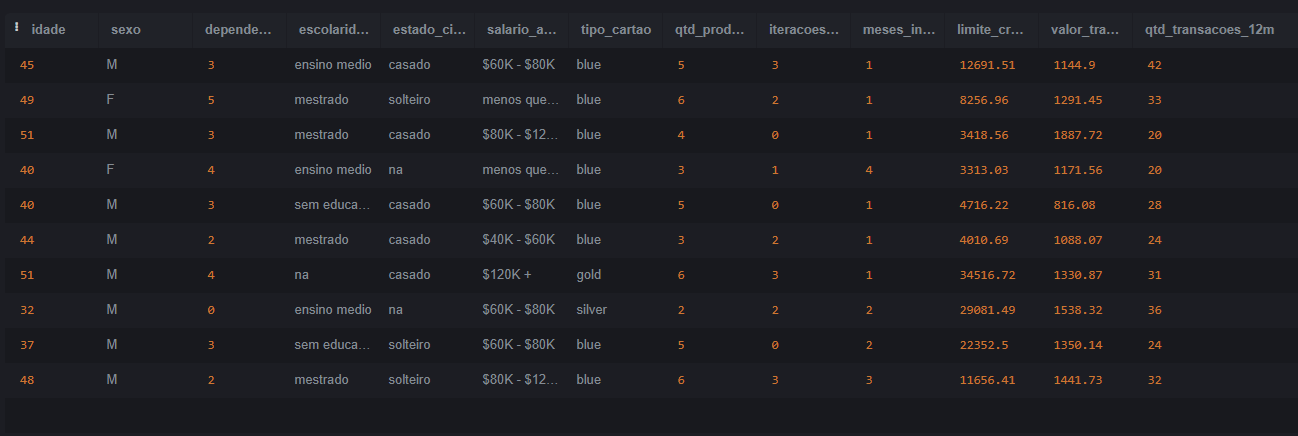 idade sexo depende... escolarid... estado_ci... salario_a... tipo_cartao qtd_prod... iteracoes... meses_in... limite_cr... valor_tra... qtd_transacoes_12m
45 M 3 ensino medio casado $60K - $80K blue 5 3 1 12691.51 1144.9 42
49 F 5 mestrado solteiro menos que... blue 6 2 1 8256.96 1291.45 33
51 M 3 mestrado casado $80K - $12... blue 4 0 1 3418.56 1887.72 20
40 F 4 ensino medio na menos que... blue 3 1 4 3313.03 1171.56 20
40 M 3 sem educa... casado $60K - $80K blue 5 0 1 4716.22 816.08 28
44 M 2 mestrado casado $40K - $60K blue 3 2 1 4010.69 1088.07 24
51 M 4 na casado $120K + gold 6 3 1 34516.72 1330.87 31
32 M 0 ensino medio na $60K - $80K silver 2 2 2 29081.49 1538.32 36
37 M 3 sem educa... solteiro $60K - $80K blue 5 0 2 22352.5 1350.14 24
48 M 2 mestrado solteiro $80K - $12... blue 6 3 3 11656.41 1441.73 32